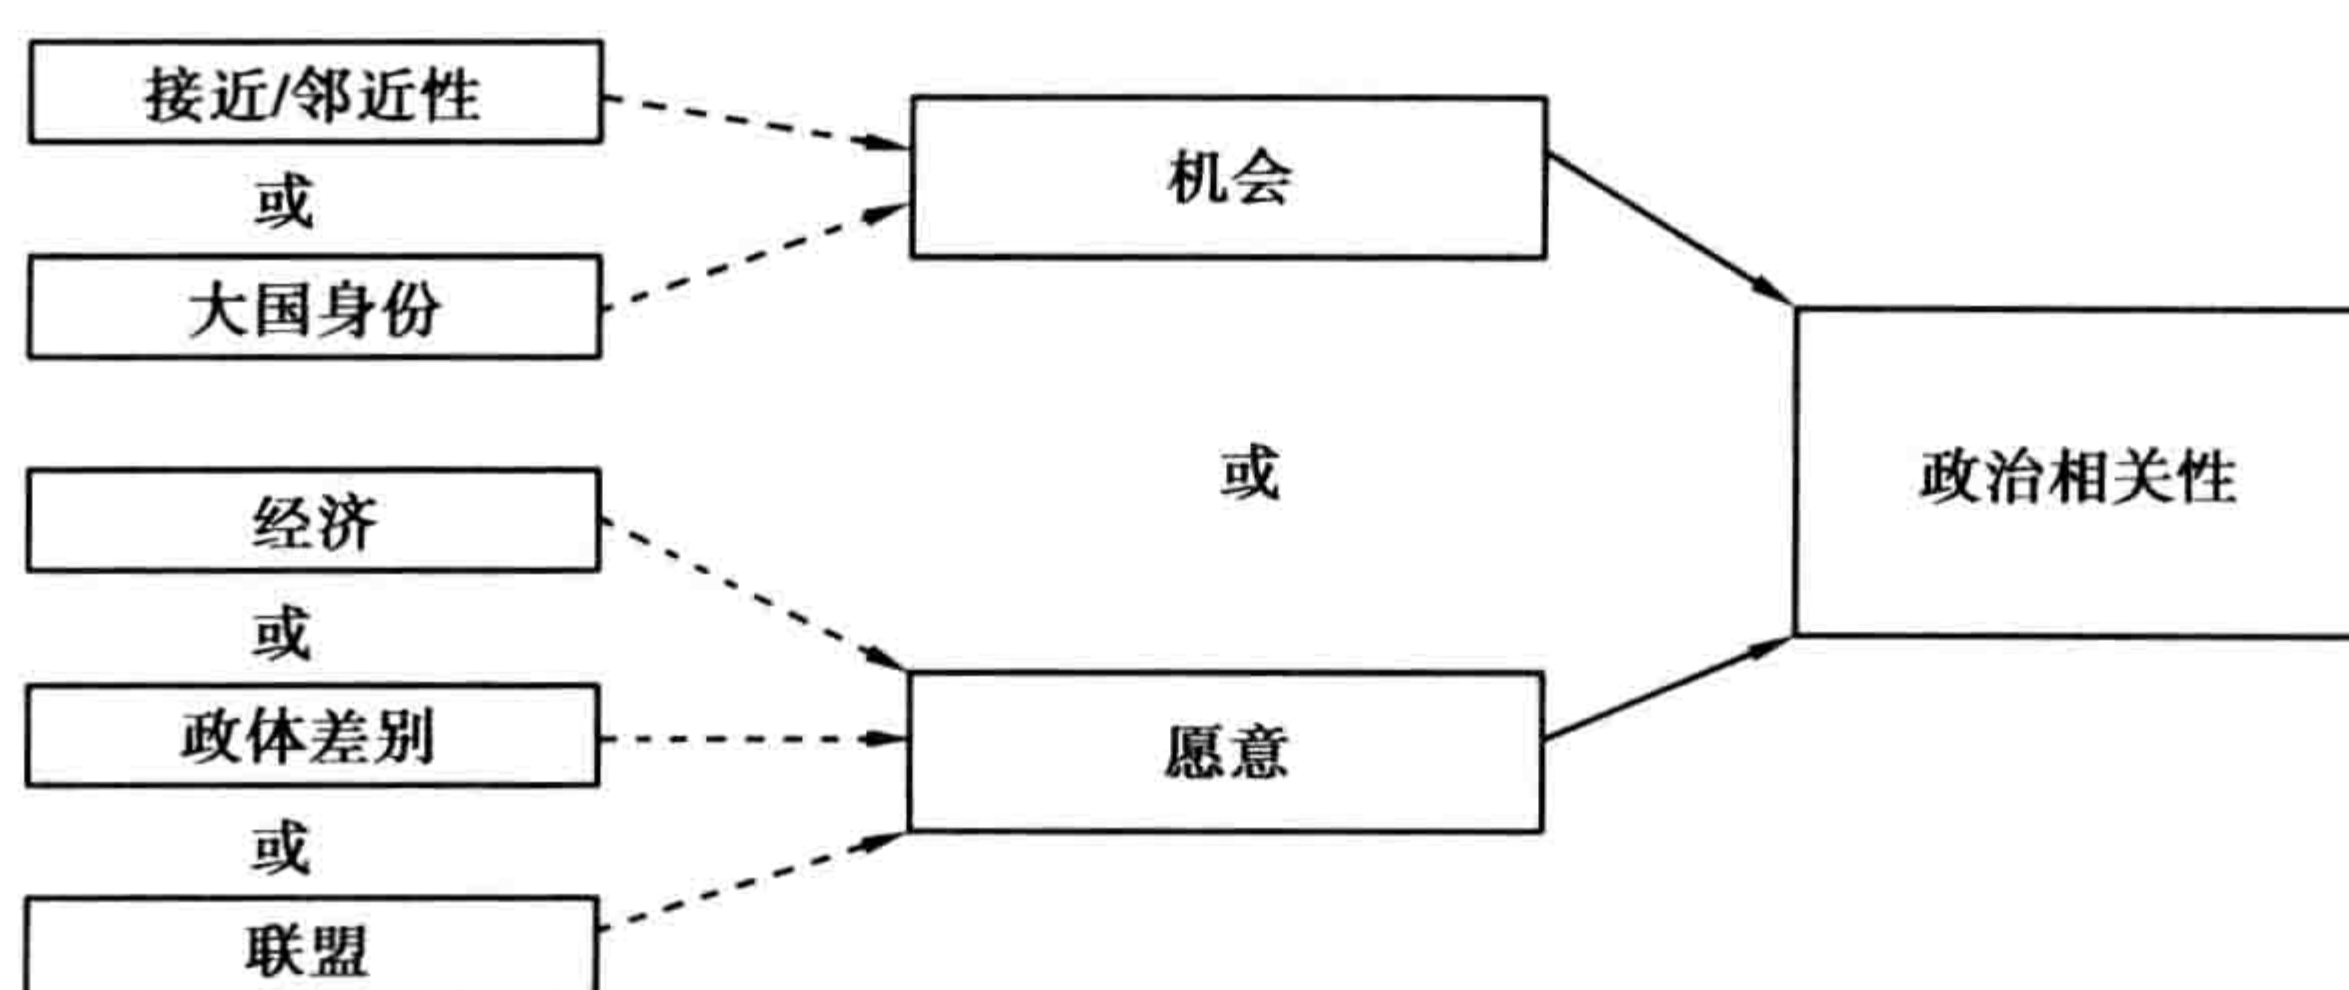 接近/邻近性
或
大国身份
机会
经济
或
政体差别
或
联盟
或
愿意
政治相关性